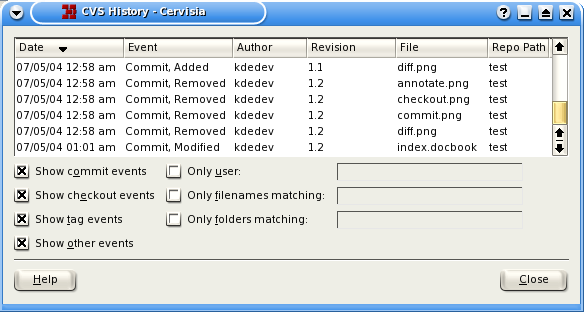 CVS History - Cervisia
Date Event Author Revision File Repo Path
07/05/04 12:58 am Commit, Added kdedev 1.1 diff.png test
07/05/04 12:58 am Commit, Removed kdedev 1.2 annotate.png test
07/05/04 12:58 am Commit, Removed kdedev 1.2 checkout.png test
07/05/04 12:58 am Commit, Removed kdedev 1.2 commit.png test
07/05/04 12:58 am Commit, Removed kdedev 1.2 diff.png test
07/05/04 01:01 am Commit, Modified kdedev 1.2 index.docbook test
Show commit events Only user:
Show checkout events Only filenames matching:
Show tag events Only folders matching:
Show other events
Help Close